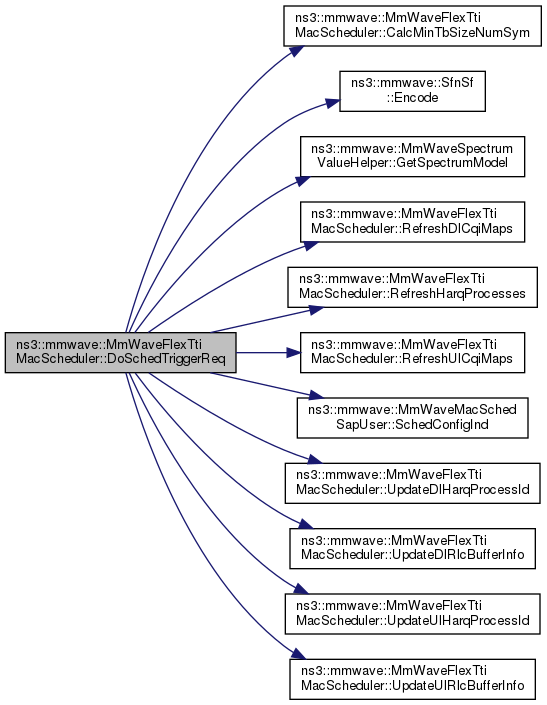 ns3::mmwave::MmWaveFlexTti
MacScheduler::CalcMinTbSizeNumSym
ns3::mmwave::SfnSf
::Encode
ns3::mmwave::MmWaveSpectrum
ValueHelper::GetSpectrumModel
ns3::mmwave::MmWaveFlexTti
MacScheduler::RefreshDlCqiMaps
ns3::mmwave::MmWaveFlexTti
MacScheduler::RefreshHarqProcesses
ns3::mmwave::MmWaveFlexTti
MacScheduler::DoSchedTriggerReq
ns3::mmwave::MmWaveFlexTti
MacScheduler::RefreshUlCqiMaps
ns3::mmwave::MmWaveMacSched
SapUser::SchedConfigInd
ns3::mmwave::MmWaveFlexTti
MacScheduler::UpdateDlHarqProcessId
ns3::mmwave::MmWaveFlexTti
MacScheduler::UpdateDlRlcBufferInfo
ns3::mmwave::MmWaveFlexTti
MacScheduler::UpdateUlHarqProcessId
ns3::mmwave::MmWaveFlexTti
MacScheduler::UpdateUlRlcBufferInfo